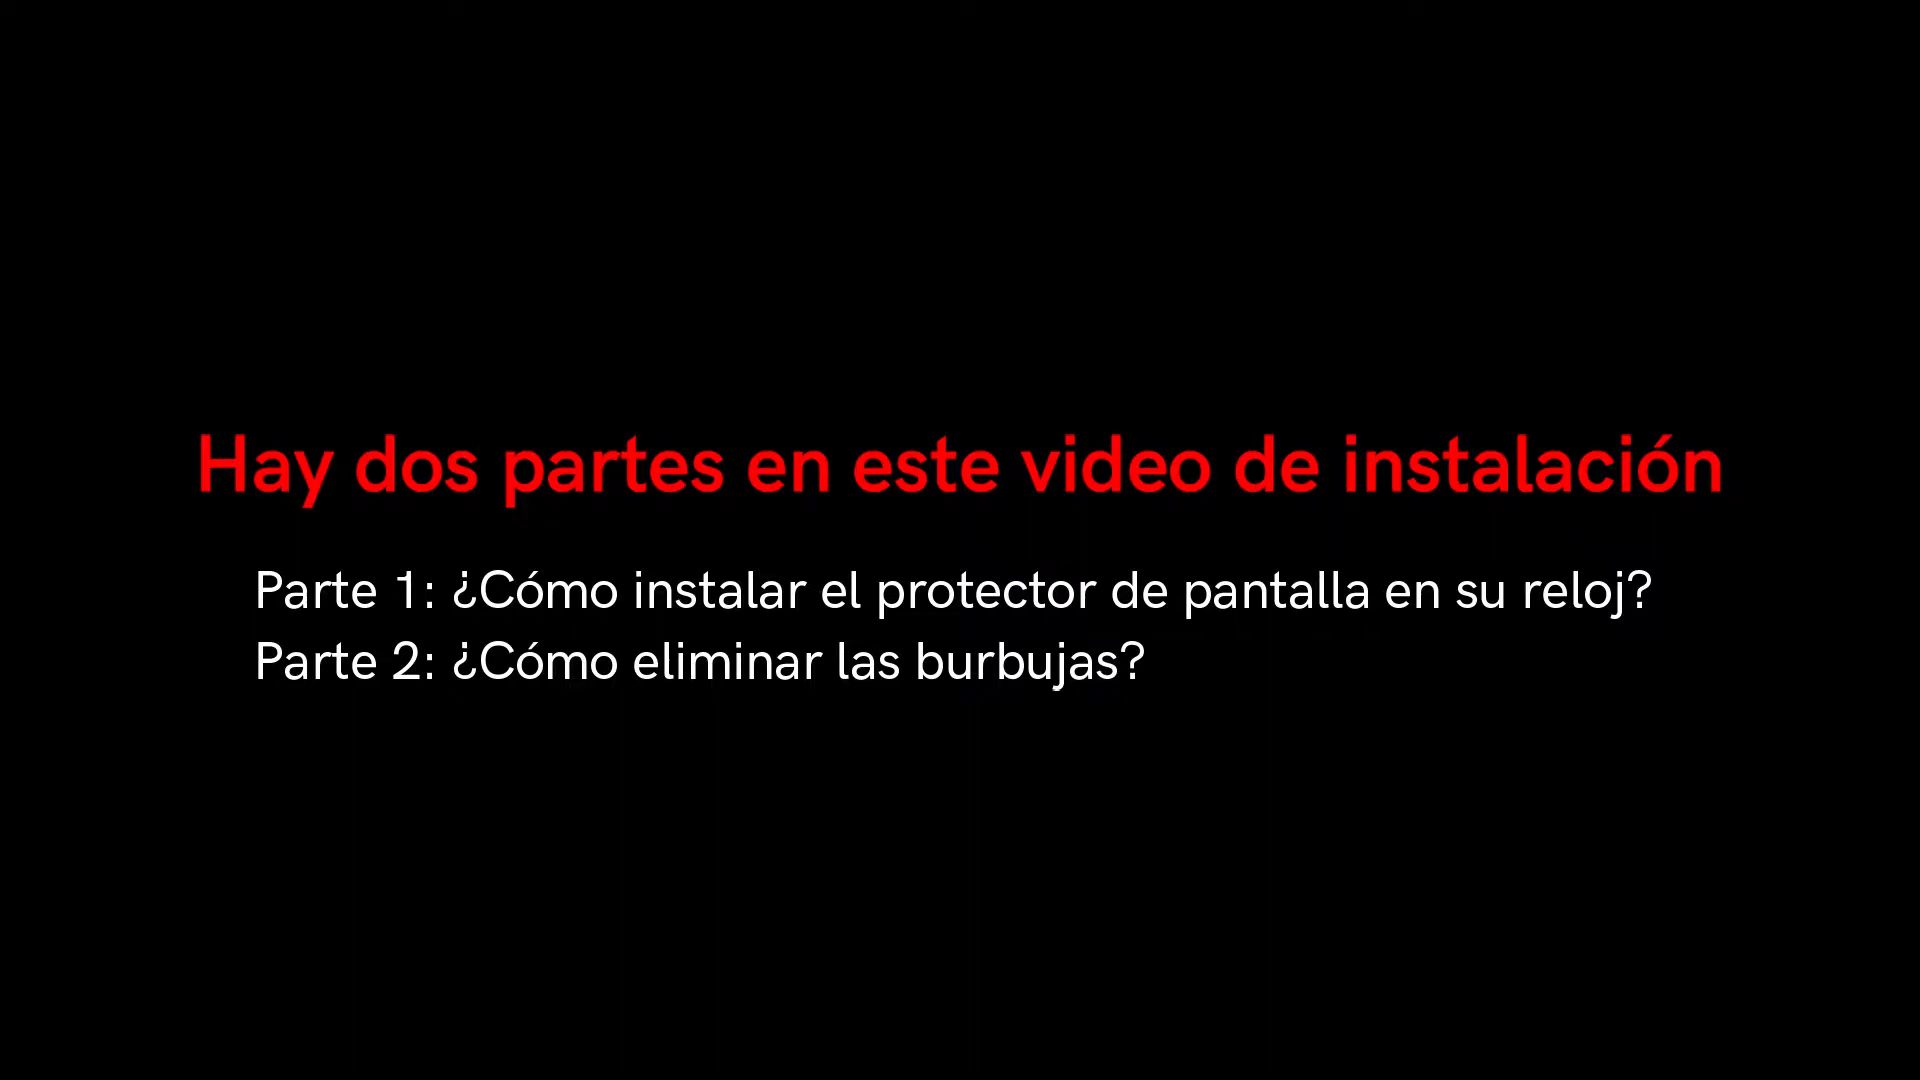 Hay dos partes en este video de instalación
Parte 1: ¿Cómo instalar el protector de pantalla en su reloj?
Parte 2: ¿Cómo eliminar las burbujas?